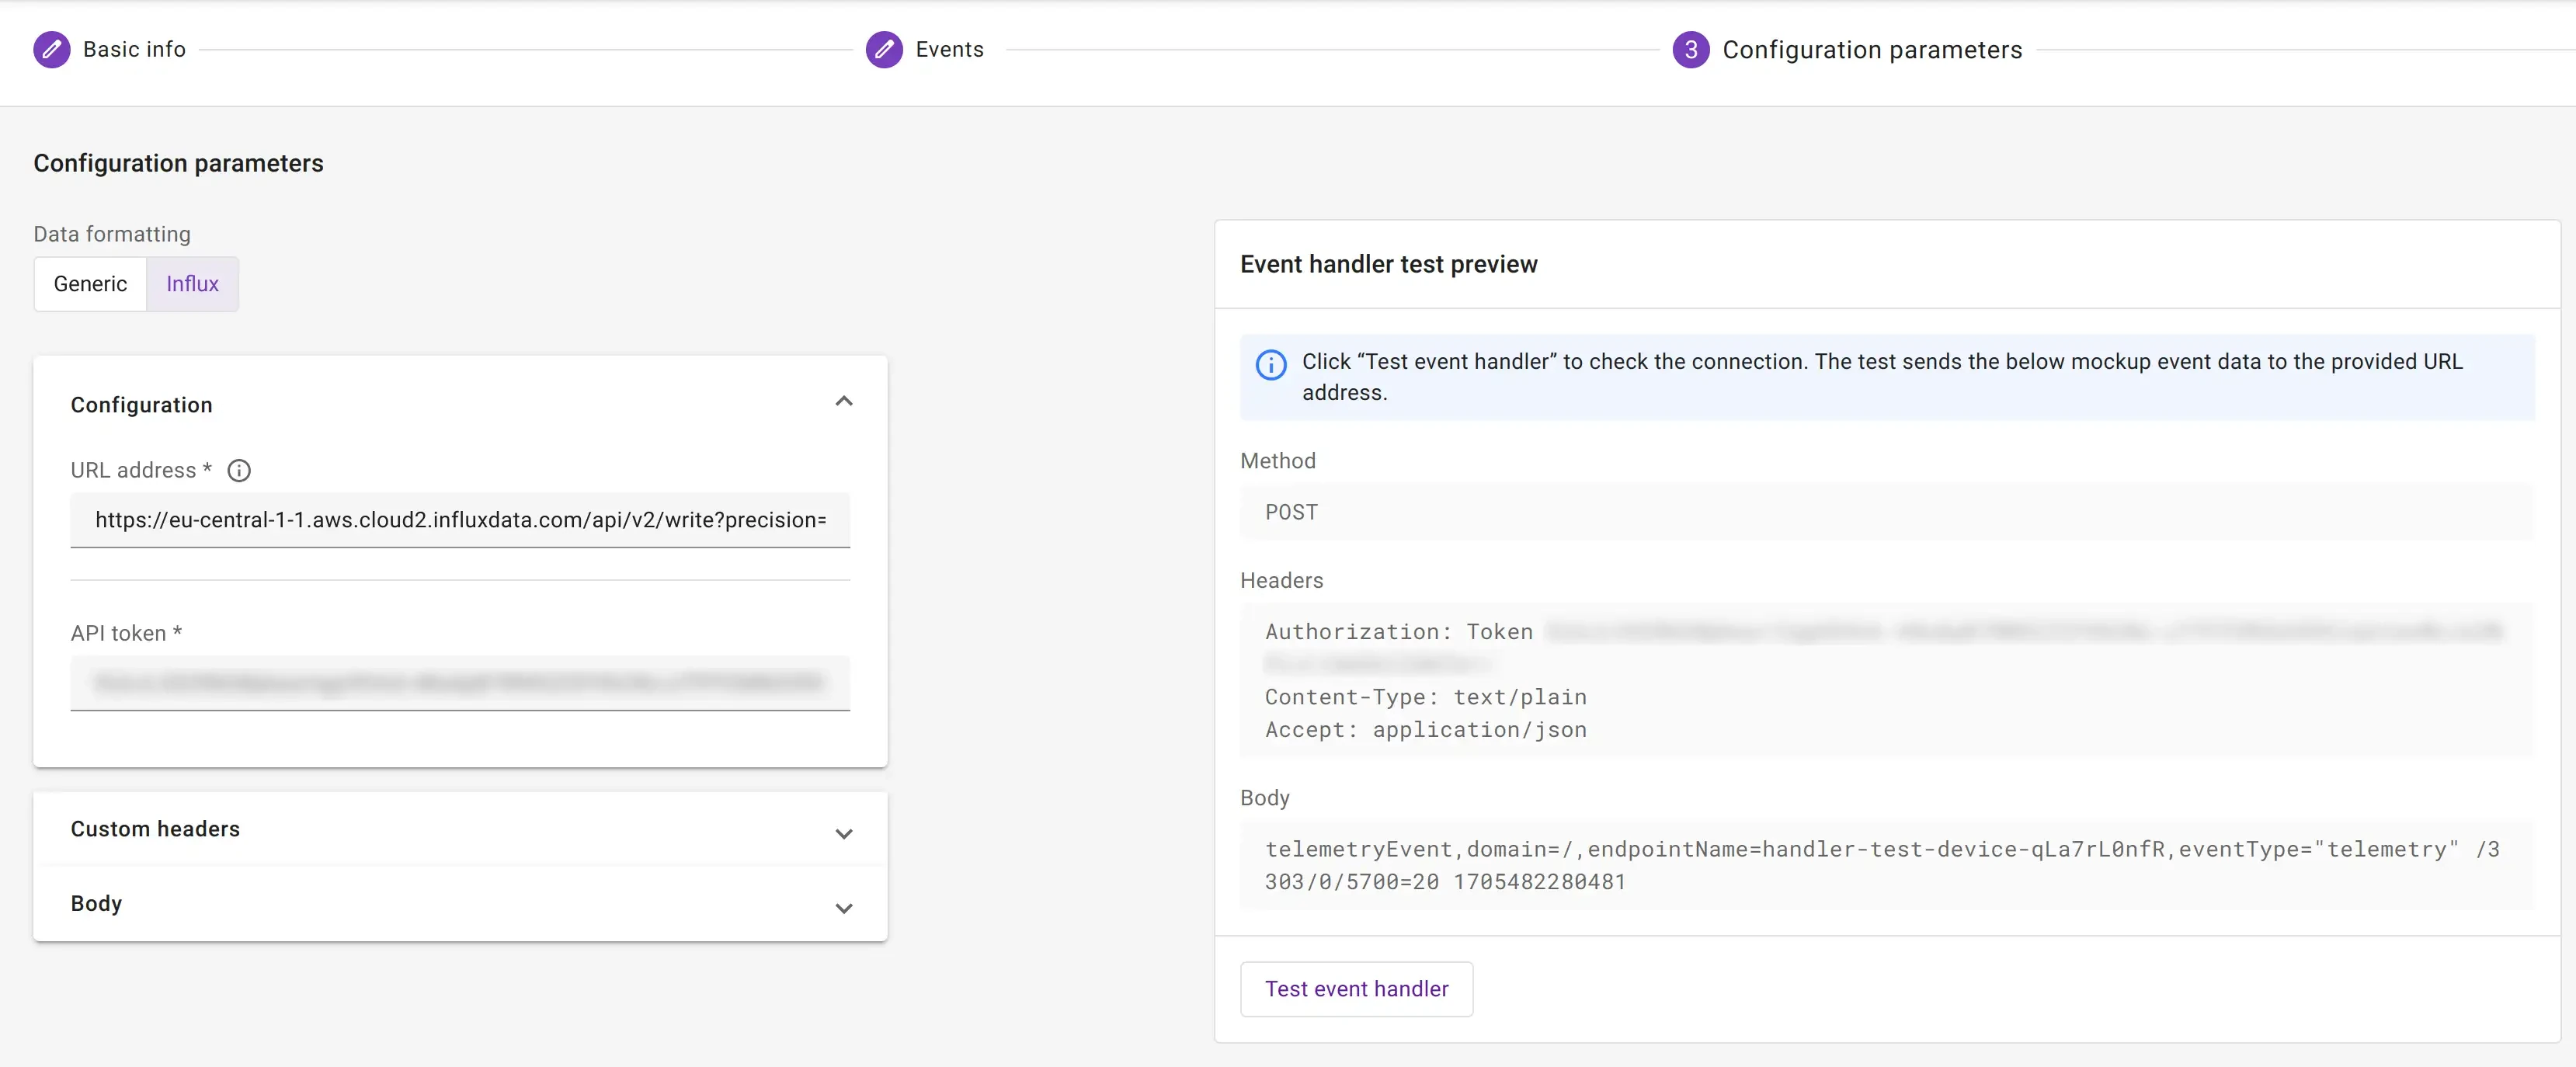 Basic info
Events
3 Configuration parameters
Configuration parameters
Data formatting
Generic
Influx
Configuration
URL address *
https://eu-central-1-1.aws.cloud2.influxdata.com/api/v2/write?precision=
API token *
Custom headers
Body
Event handler test preview
Click “Test event handler” to check the connection. The test sends the below mockup event data to the provided URL
address.
Method
POST
Headers
Authorization: Token
Content-Type: text/plain
Accept: application/json
Body
telemetryEvent,domain=/,endpointName=handler-test-device-qLa7rL0nfR,eventType="telemetry" /3
303/0/5700=20 1705482280481
Test event handler